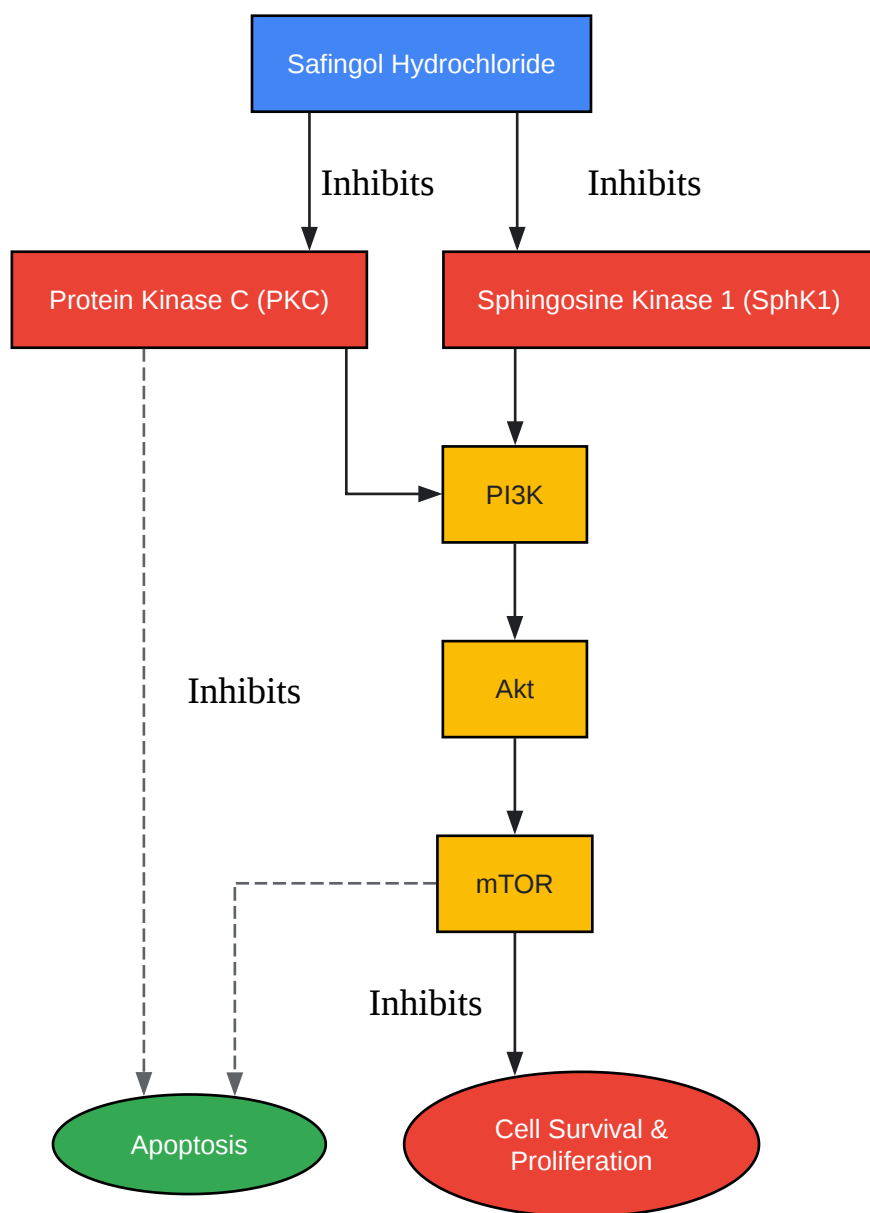 Safingol Hydrochloride
Inhibits
Inhibits
Protein Kinase C (PKC)
Sphingosine Kinase 1 (SphK1)
PI3K
Inhibits
Akt
mTOR
Inhibits
Apoptosis
Cell Survival &
Proliferation